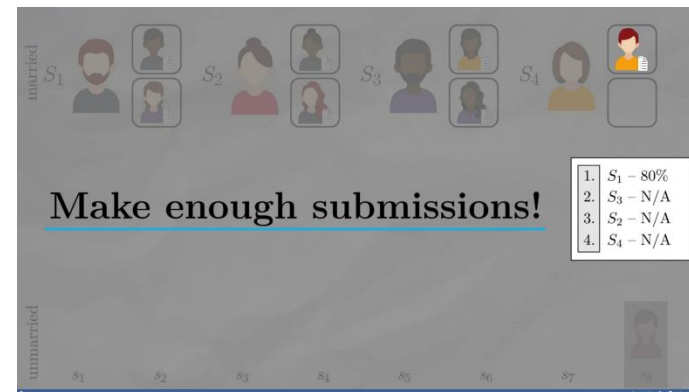 married
S1
S2
S3
S4
Make enough submissions!
1. S1 – 80%
2. S3 – N/A
3. S2 – N/A
4. S4 – N/A
unmarried
s1 s2 s3 s4 s5 s6 s7 s8